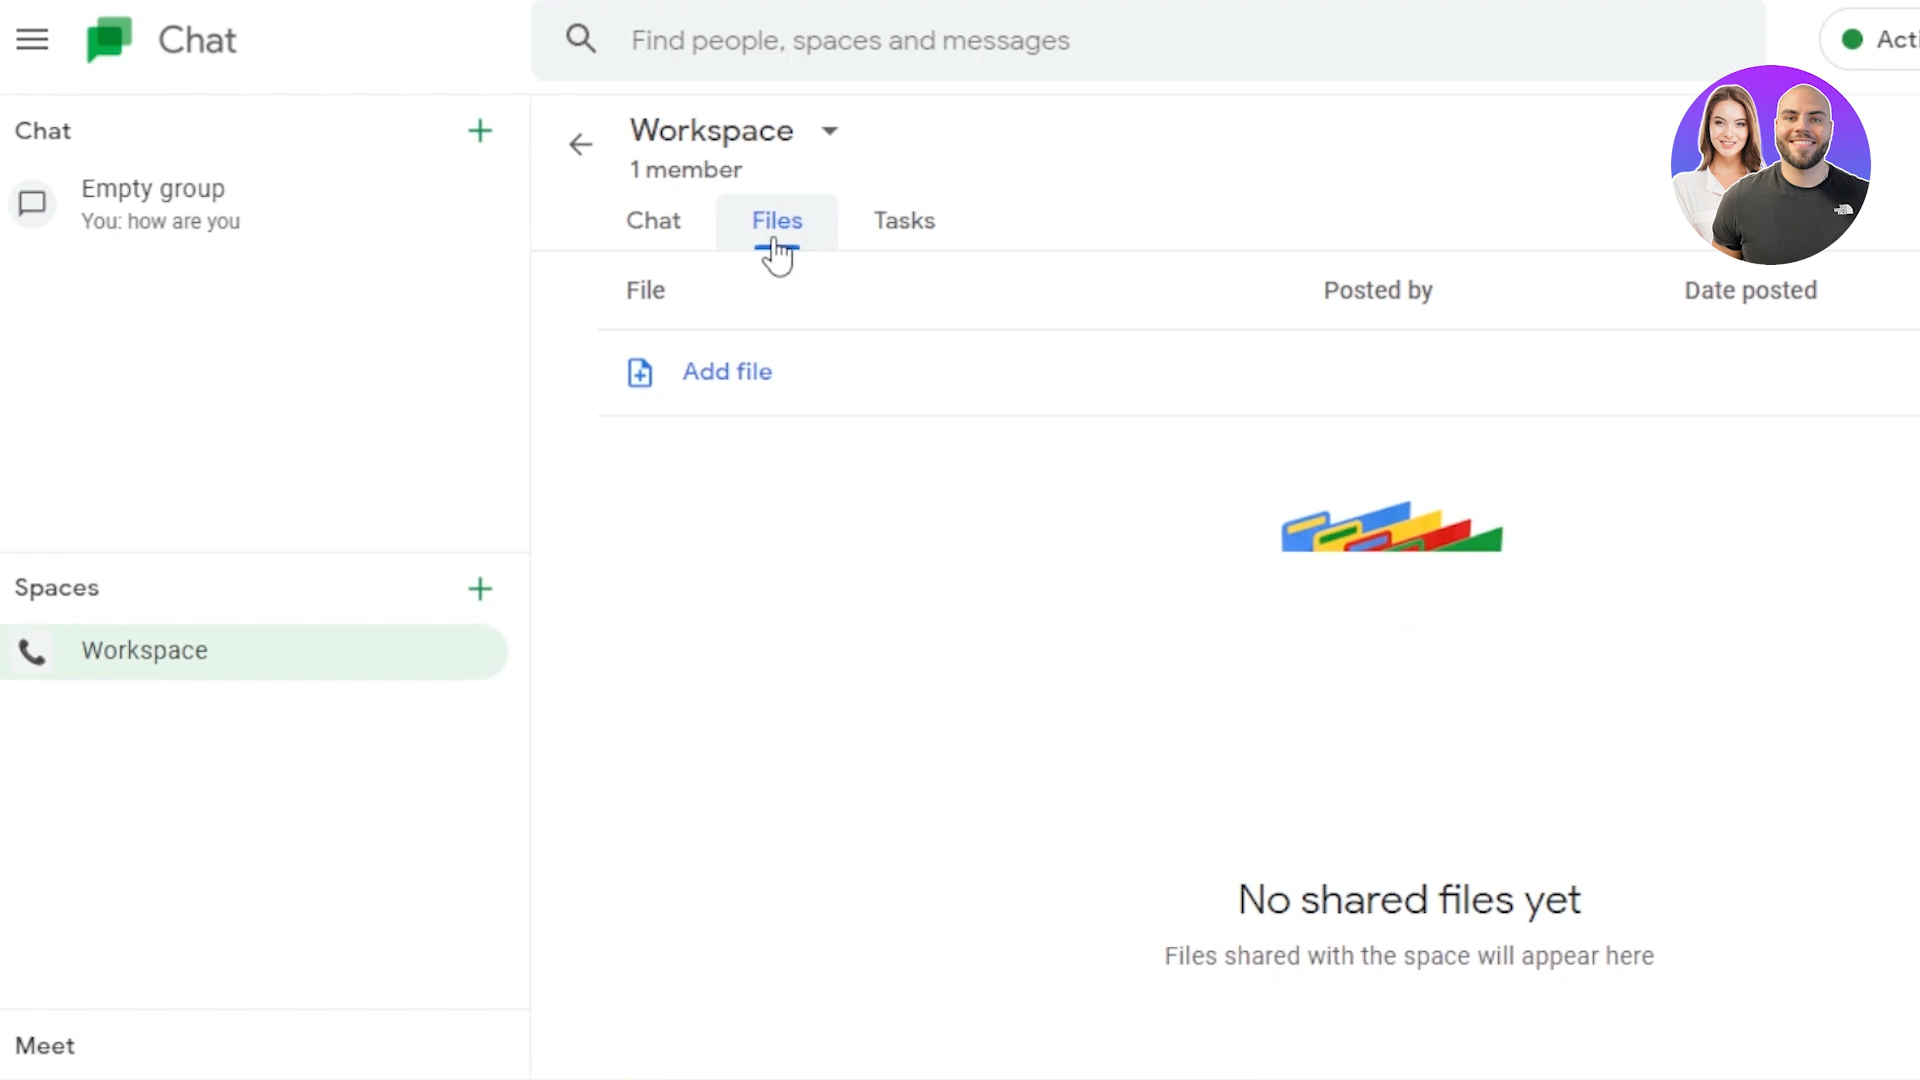 Chat
Find people, spaces and messages
Chat
Empty group
You: how are you
Spaces
Workspace
Meet
Workspace
1 member
Chat
Files
Tasks
File
Posted by
Date posted
Add file
No shared files yet
Files shared with the space will appear here